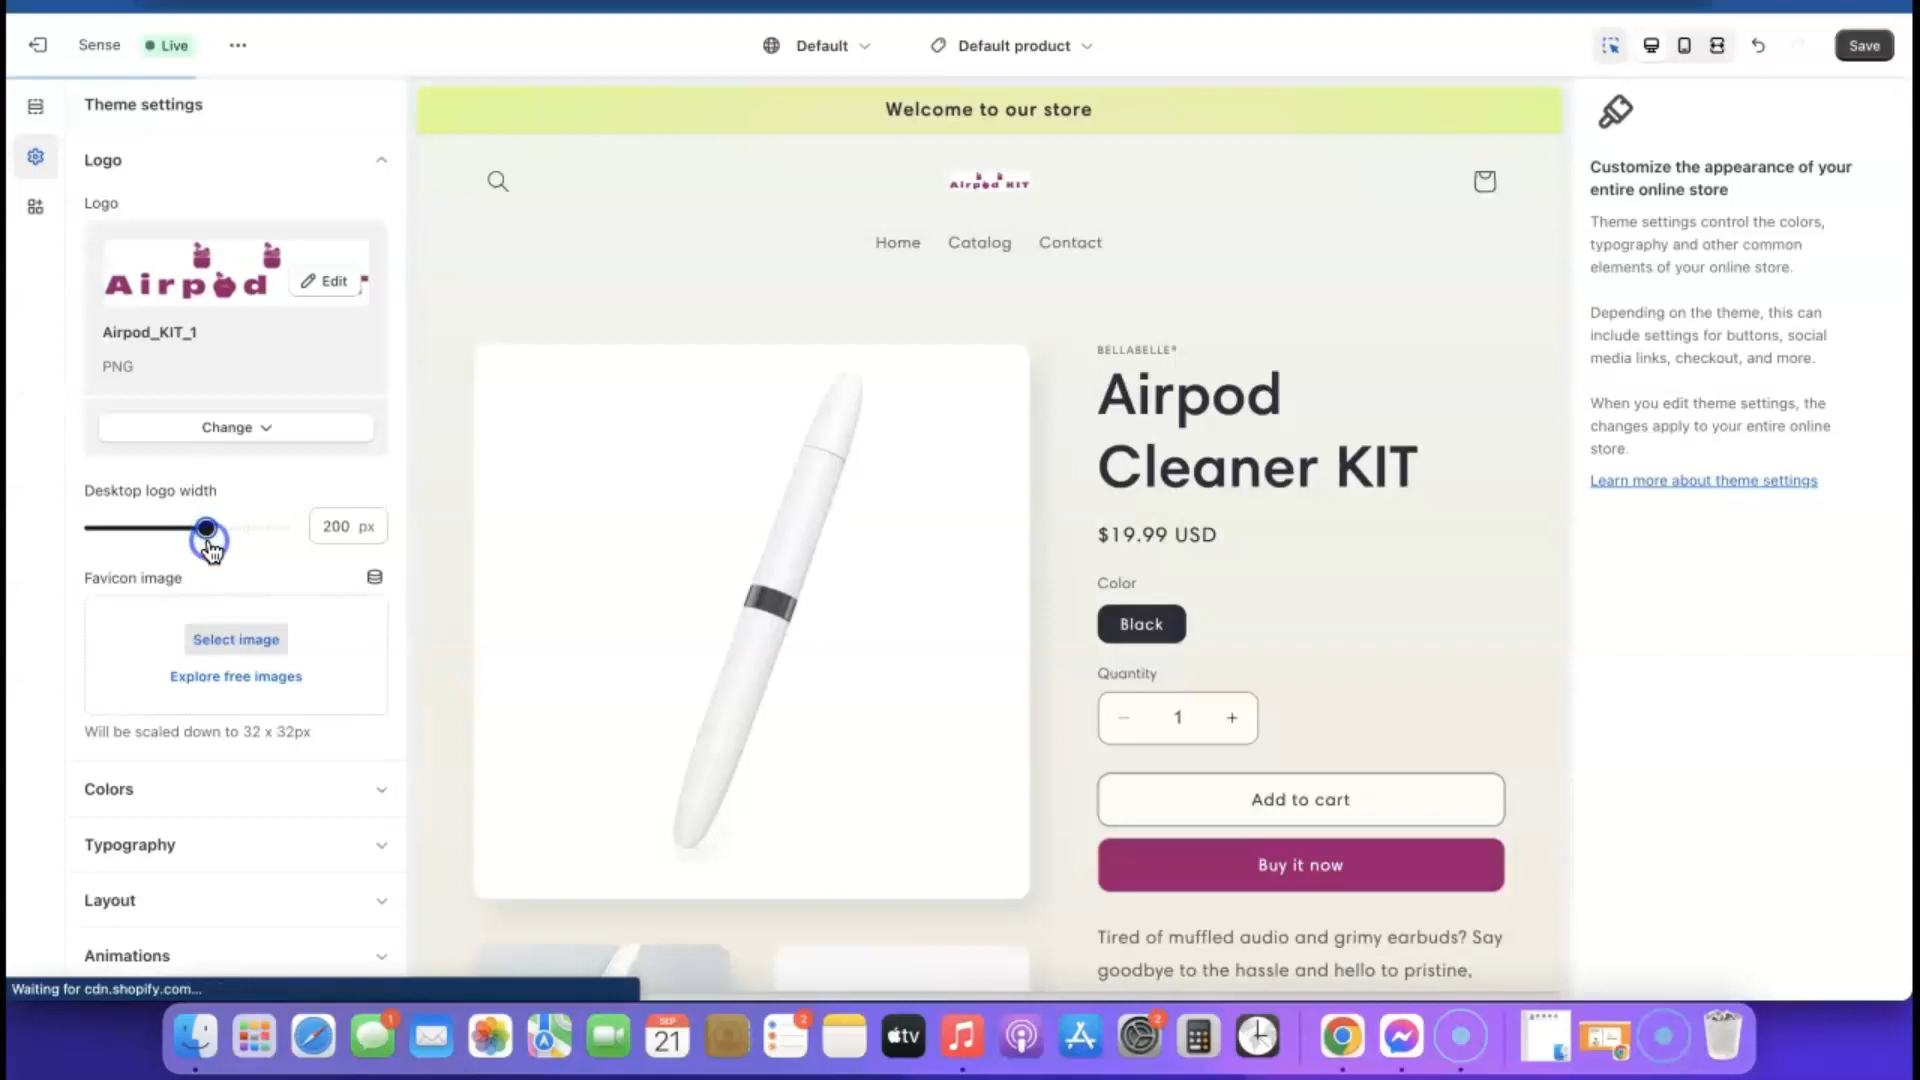 Sense
Live
Default
Default product
Save
Theme settings
Logo
Logo
Airpod
Edit
Airpod_KIT_1
PNG
Change
Desktop logo width
200 px
Favicon image
Select image
Explore free images
Will be scaled down to 32 x 32px
Colors
Typography
Layout
Animations
Waiting for cdn.shopify.com...
Welcome to our store
Airpod KIT
Home Catalog Contact
BELLABELLE®
Airpod
Cleaner KIT
$19.99 USD
Color
Black
Quantity
1
Add to cart
Buy it now
Tired of muffled audio and grimy earbuds? Say
goodbye to the hassle and hello to pristine,
Customize the appearance of your
entire online store
Theme settings control the colors,
typography and other common
elements of your online store.
Depending on the theme, this can
include settings for buttons, social
media links, checkout, and more.
When you edit theme settings, the
changes apply to your entire online
store.
Learn more about theme settings
1
SEP
21
2
tv
2